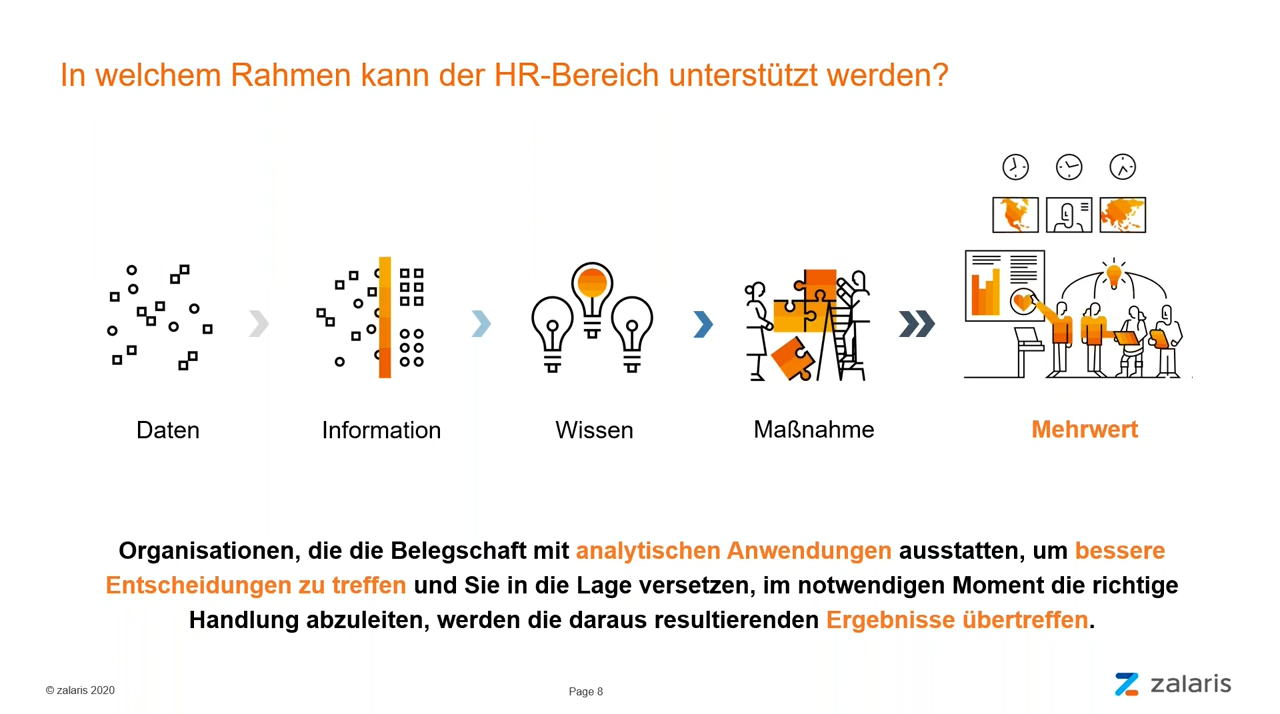 In welchem Rahmen kann der HR-Bereich unterstützt werden?
Daten
Information
Wissen
Maßnahme
Mehrwert
Organisationen, die die Belegschaft mit analytischen Anwendungen ausstatten, um bessere
Entscheidungen zu treffen und Sie in die Lage versetzen, im notwendigen Moment die richtige
Handlung abzuleiten, werden die daraus resultierenden Ergebnisse übertreffen.
© zalaris 2020
Page 8
zalaris